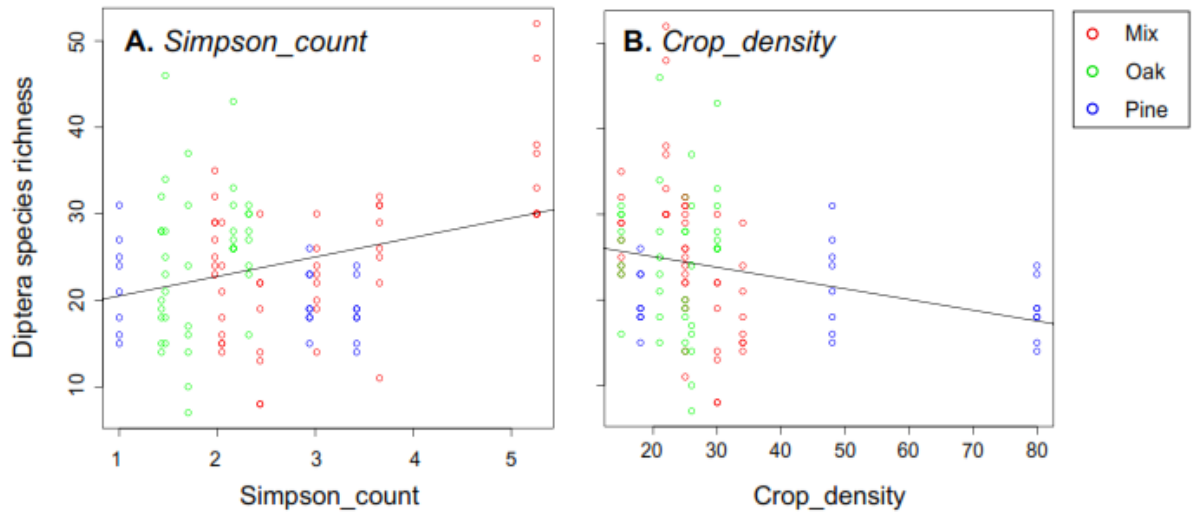 A. Simpson_count
B. Crop_density
Mix
Oak
Pine
Diptera species richness
50
40
30
20
10
1 2 3 4 5
20 30 40 50 60 70 80
Simpson_count
Crop_density